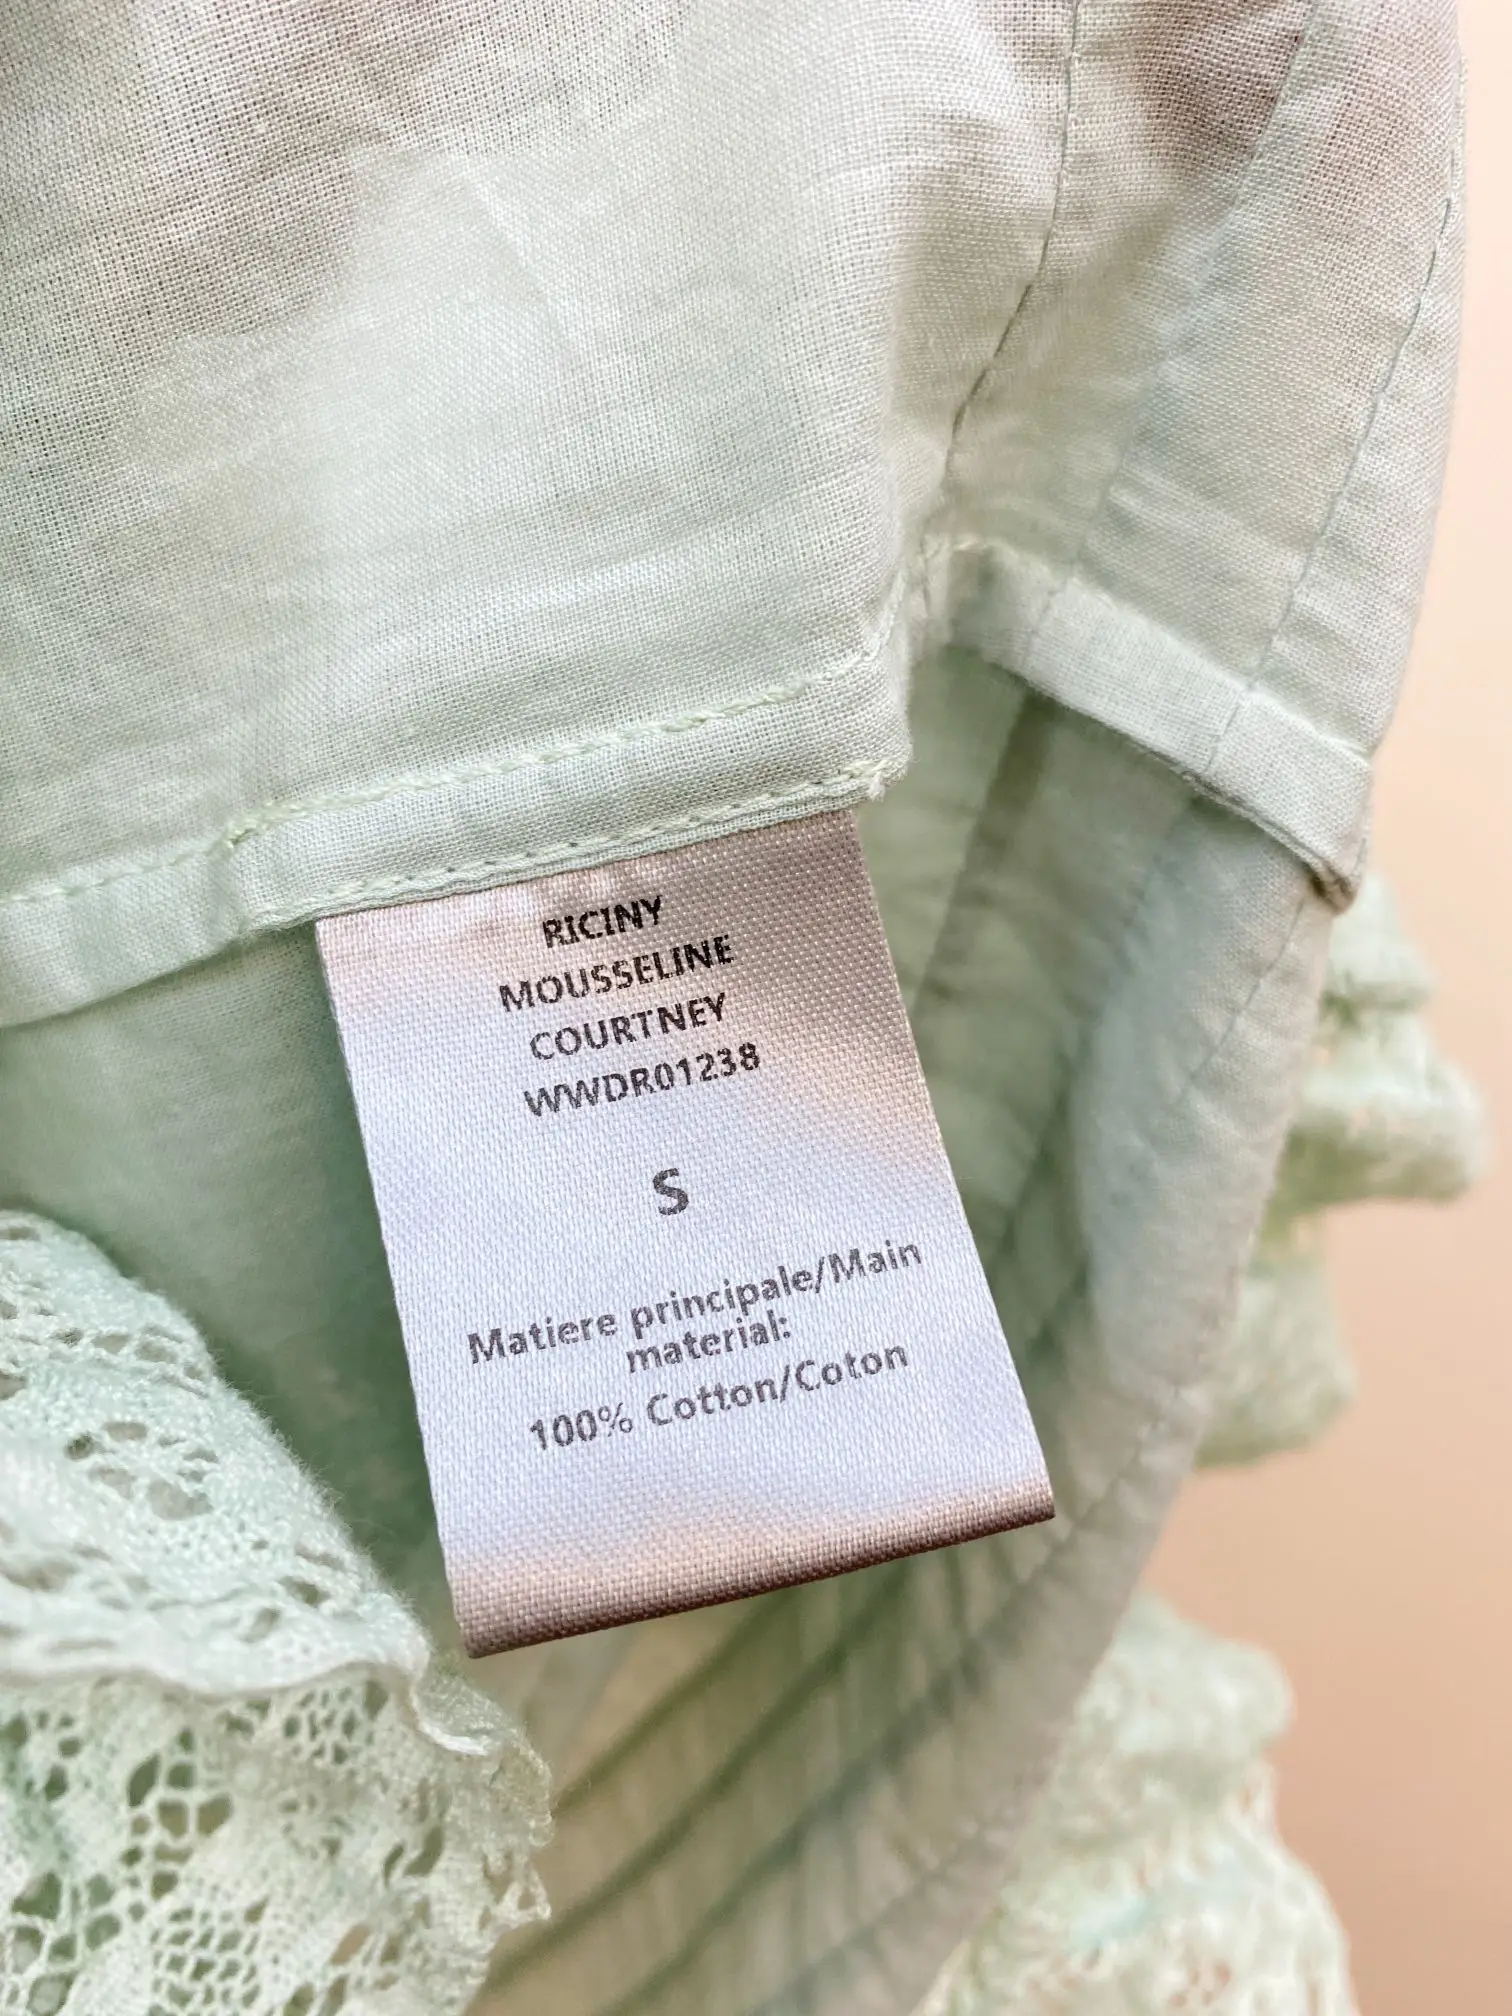 RICINY
MOUSSELINE
COURTNEY
WWDR01238
S
Matiere principale/Main
material:
100% Cotton/Coton